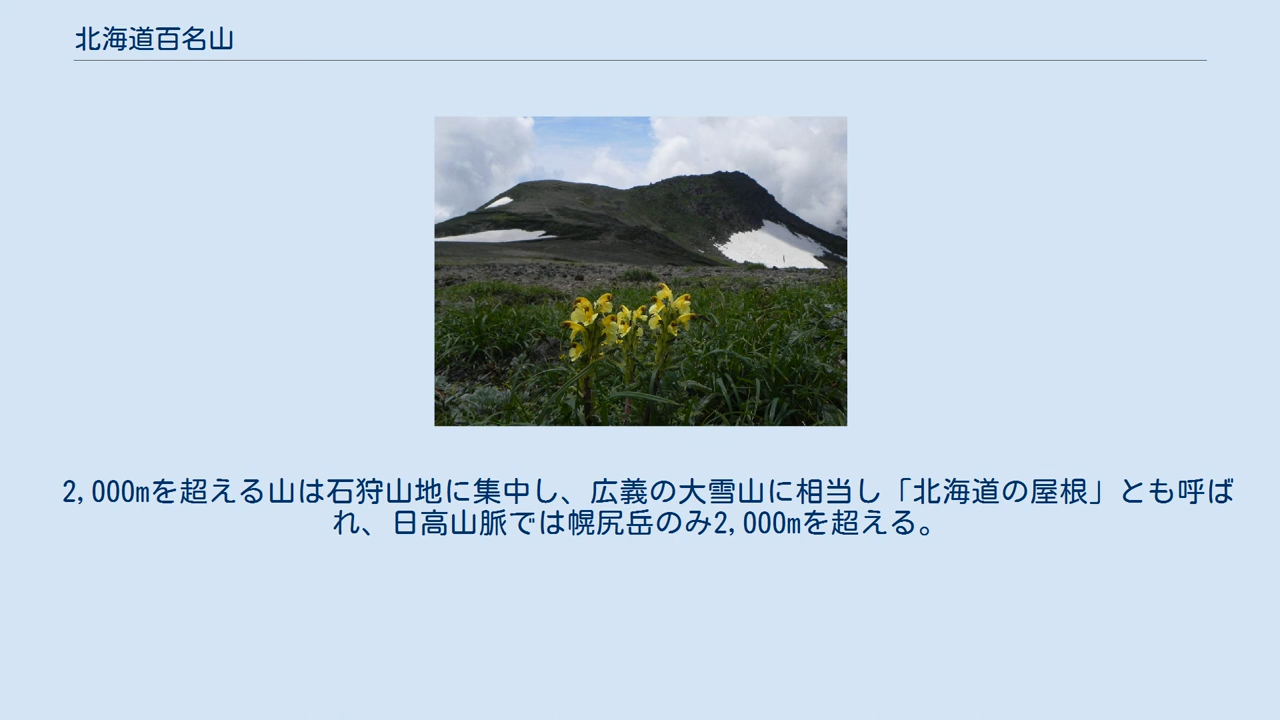 北海道百名山
2,000mを超える山は石狩山地に集中し、広義の大雪山に相当し「北海道の屋根」とも呼ば
れ、日高山脈では幌尻岳のみ2,000mを超える。